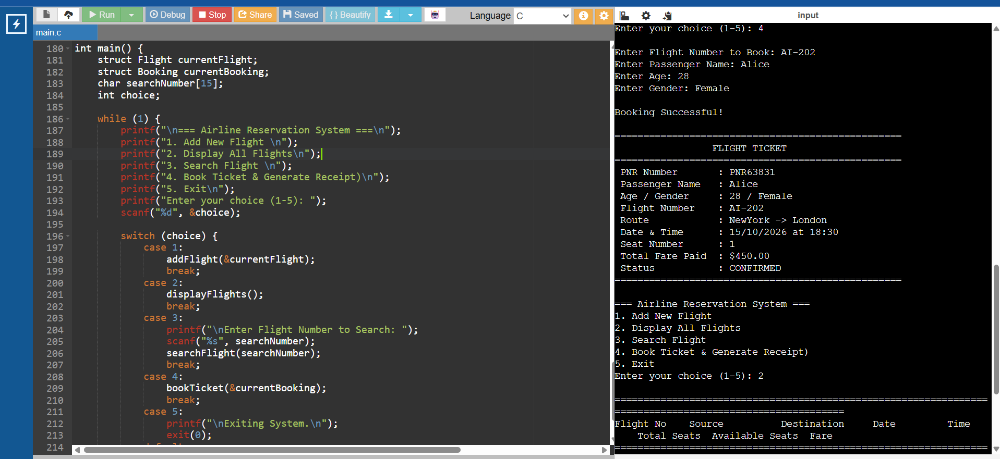 Run
Debug
Stop
Share
Saved
{ } Beautify
Language
C
input
main.c
180 int main() {
181 struct Flight currentFlight;
182 struct Booking currentBooking;
183 char searchNumber[15];
184 int choice;
185
186 while (1) {
187 printf("\n=== Airline Reservation System ===\n");
188 printf("1. Add New Flight \n");
189 printf("2. Display All Flights\n");
190 printf("3. Search Flight \n");
191 printf("4. Book Ticket & Generate Receipt)\n");
192 printf("5. Exit\n");
193 printf("Enter your choice (1-5): ");
194 scanf("%d", &choice);
195
196 switch (choice) {
197 case 1:
198 addFlight(&currentFlight);
199 break;
200 case 2:
201 displayFlights();
202 break;
203 case 3:
204 printf("\nEnter Flight Number to Search: ");
205 scanf("%s", searchNumber);
206 searchFlight(searchNumber);
207 break;
208 case 4:
209 bookTicket(&currentBooking);
210 break;
211 case 5:
212 printf("\nExiting System.\n");
213 exit(0);
214
Enter your choice (1-5): 4
Enter Flight Number to Book: AI-202
Enter Passenger Name: Alice
Enter Age: 28
Enter Gender: Female
Booking Successful!
==================================================
FLIGHT TICKET
==================================================
PNR Number : PNR63831
Passenger Name : Alice
Age / Gender : 28 / Female
Flight Number : AI-202
Route : NewYork -> London
Date & Time : 15/10/2026 at 18:30
Seat Number : 1
Total Fare Paid : $450.00
Status : CONFIRMED
==================================================
=== Airline Reservation System ===
1. Add New Flight
2. Display All Flights
3. Search Flight
4. Book Ticket & Generate Receipt)
5. Exit
Enter your choice (1-5): 2
=================================================================
========================================
Flight No Source Destination Date Time
Total Seats Available Seats Fare
=================================================================